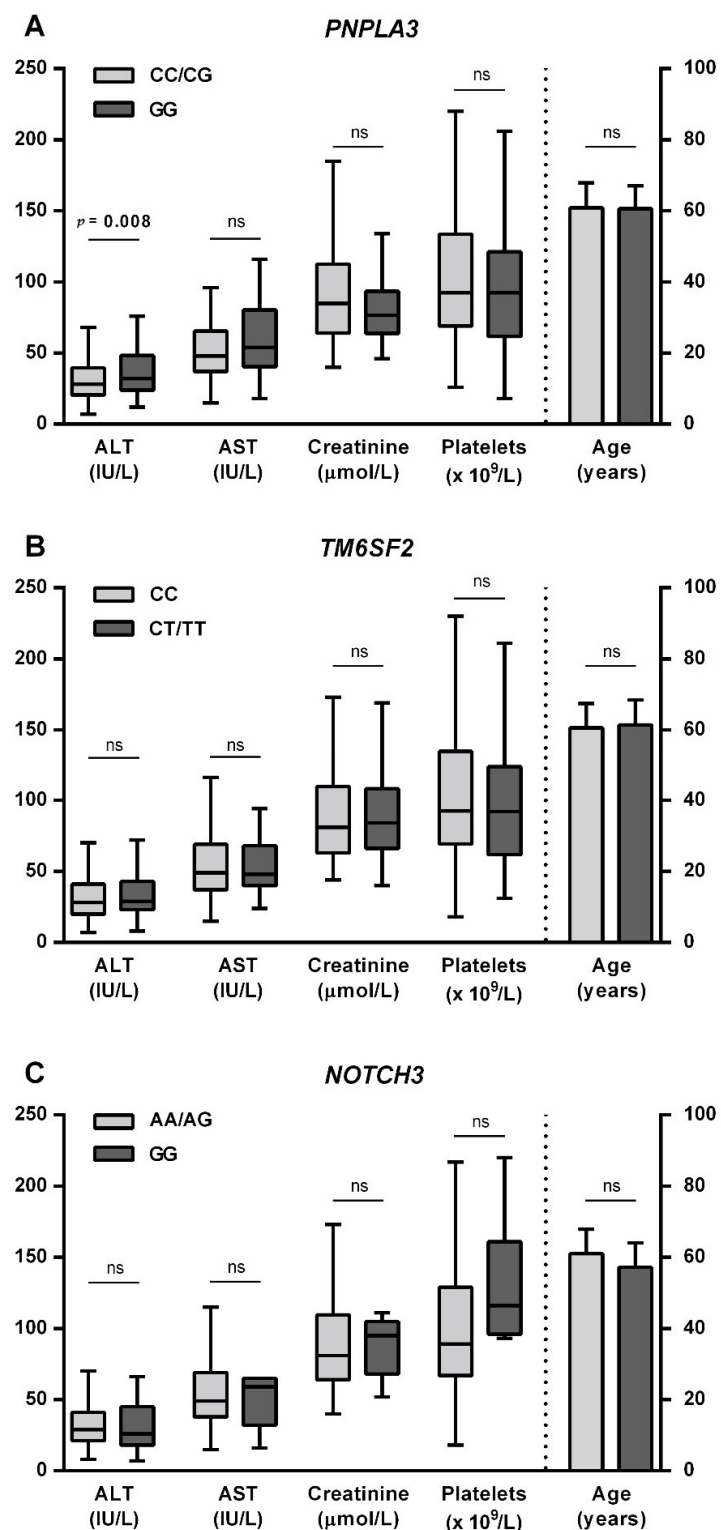 A
PNPLA3
250
200
150
100
50
0
CC/CG
GG
p = 0.008
ns
ns
ns
ns
100
80
60
40
20
0
ALT
(IU/L)
AST
(IU/L)
Creatinine
(μmol/L)
Platelets
(x 10⁹/L)
Age
(years)
B
TM6SF2
250
200
150
100
50
0
CC
CT/TT
ns
ns
ns
ns
ns
100
80
60
40
20
0
ALT
(IU/L)
AST
(IU/L)
Creatinine
(μmol/L)
Platelets
(x 10⁹/L)
Age
(years)
C
NOTCH3
250
200
150
100
50
0
AA/AG
GG
ns
ns
ns
ns
ns
100
80
60
40
20
0
ALT
(IU/L)
AST
(IU/L)
Creatinine
(μmol/L)
Platelets
(x 10⁹/L)
Age
(years)